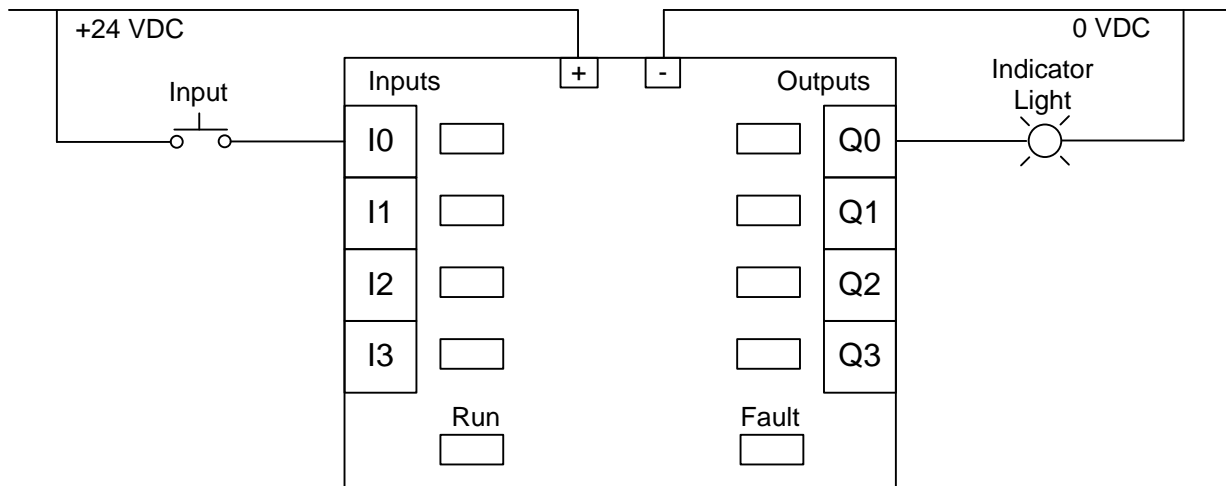 +24 VDC
0 VDC
+
-
Inputs
Outputs
Input
Indicator
Light
I0
Q0
I1
Q1
I2
Q2
I3
Q3
Run
Fault